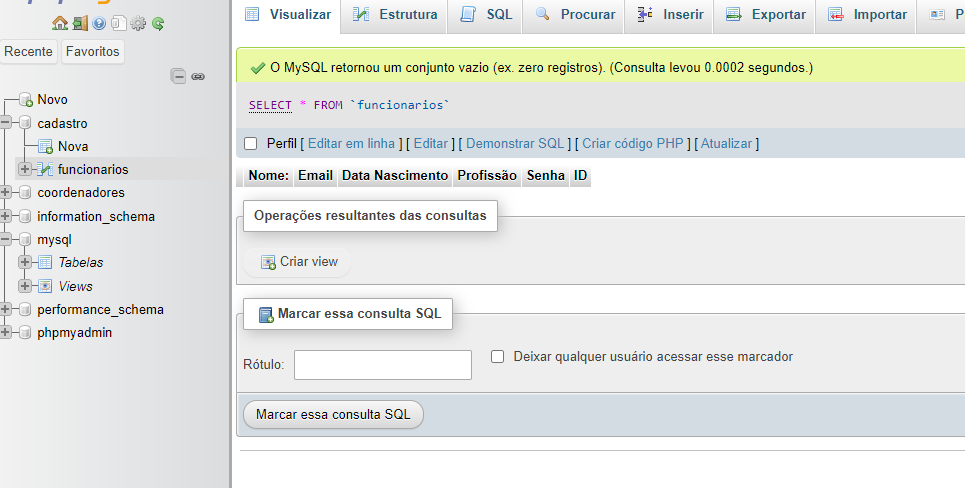 Visualizar
Estrutura
SQL
Procurar
Inserir
Exportar
Importar
Recente
Favoritos
Novo
cadastro
Nova
funcionarios
coordenadores
information_schema
mysql
Tabelas
Views
performance_schema
phpmyadmin
O MySQL retornou um conjunto vazio (ex. zero registros). (Consulta levou 0.0002 segundos.)
SELECT * FROM `funcionarios`
Perfil [ Editar em linha ] [ Editar ] [ Demonstrar SQL ] [ Criar código PHP ] [ Atualizar ]
Nome: Email Data Nascimento Profissão Senha ID
Operações resultantes das consultas
Criar view
Marcar essa consulta SQL
Rótulo:
Deixar qualquer usuário acessar esse marcador
Marcar essa consulta SQL